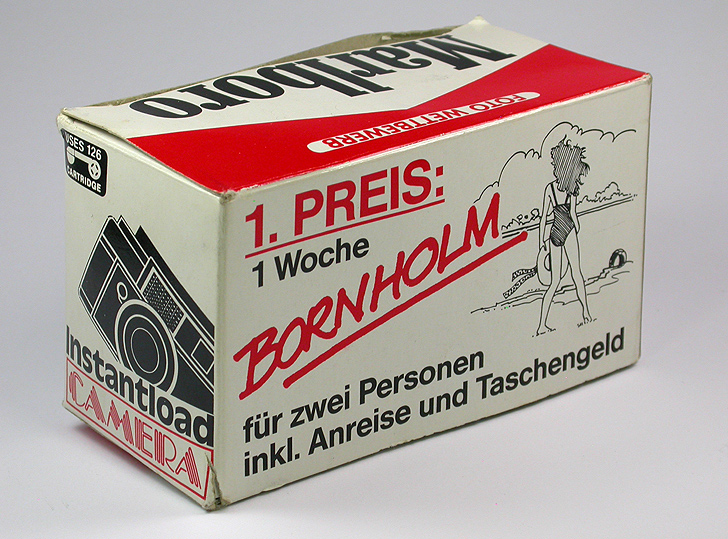 Marlboro
FOTO WETTBEWERB
USES 126
CARTRIDGE
Instantload
CAMERA
1. PREIS:
1 Woche
BORNHOLM
für zwei Personen
inkl. Anreise und Taschengeld